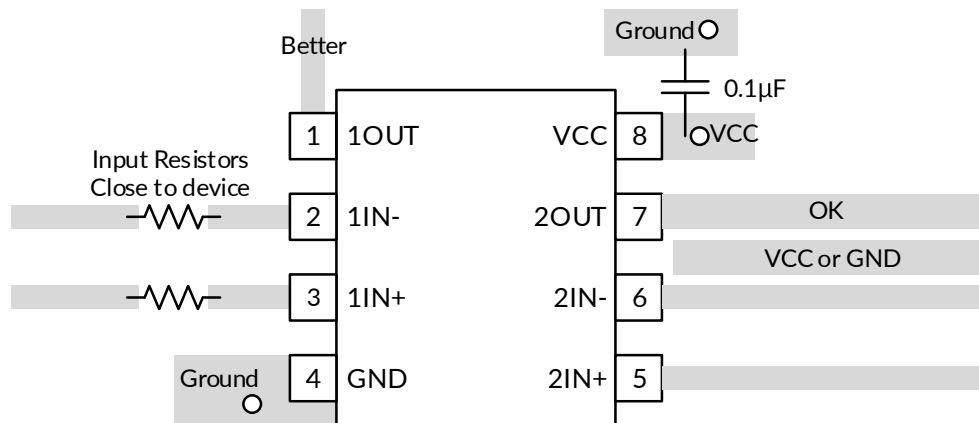 Better
Ground
0.1µF
1 1OUT VCC 8 VCC
Input Resistors
Close to device
2 1IN- 2OUT 7 OK
VCC or GND
3 1IN+ 2IN- 6
Ground 4 GND 2IN+ 5